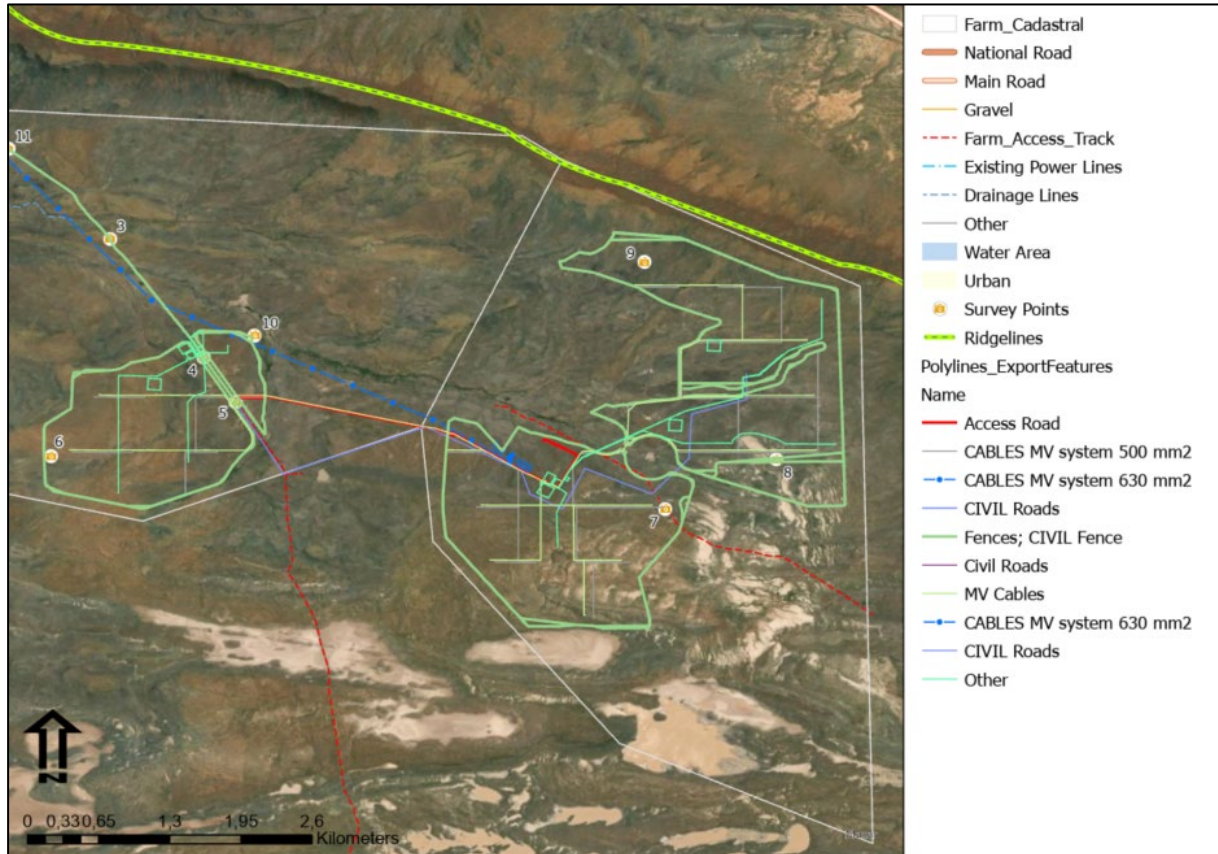 11
3
9
10
4
5
6
8
7
N
0 0,33 0,65 1,3 1,95 2,6
Kilometers
Farm_Cadastral
National Road
Main Road
Gravel
Farm_Access_Track
Existing Power Lines
Drainage Lines
Other
Water Area
Urban
Survey Points
Ridgelines
Polylines_ExportFeatures
Name
Access Road
CABLES MV system 500 mm2
CABLES MV system 630 mm2
CIVIL Roads
Fences; CIVIL Fence
Civil Roads
MV Cables
CABLES MV system 630 mm2
CIVIL Roads
Other